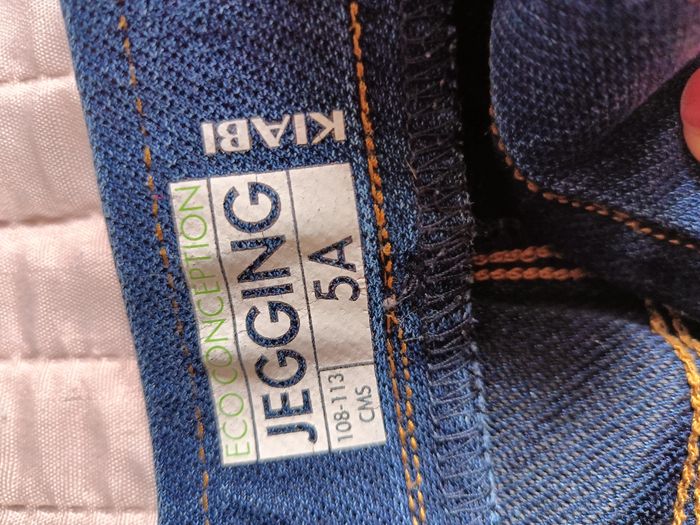 KIABI
ECO CONCEPTION
JEGGING
108-113 CMS
5A